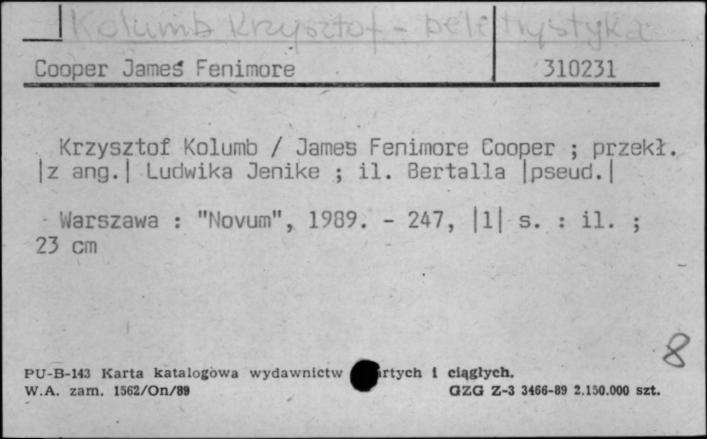 Kolumb Krzysztof - beletrystyka
Cooper James Fenimore 310231
Krzysztof Kolumb / James Fenimore Cooper ; przekł.
|z ang.| Ludwika Jenike ; il. Bertalla |pseud.|
Warszawa : "Novum", 1989. - 247, |1| s. : il. ;
23 cm
8
PU-B-143 Karta katalogowa wydawnictw rtych i ciągłych.
W.A. zam. 1562/On/89 GZG Z-3 3466-89 2.150.000 szt.